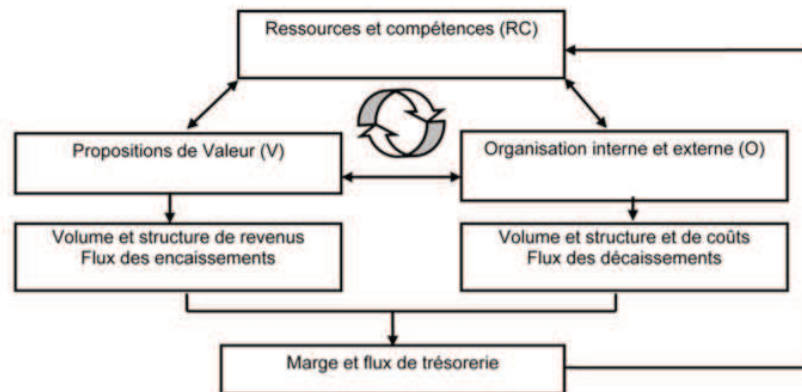 Ressources et compétences (RC)
Propositions de Valeur (V)
Organisation interne et externe (O)
Volume et structure de revenus
Flux des encaissements
Volume et structure et de coûts
Flux des décaissements
Marge et flux de trésorerie